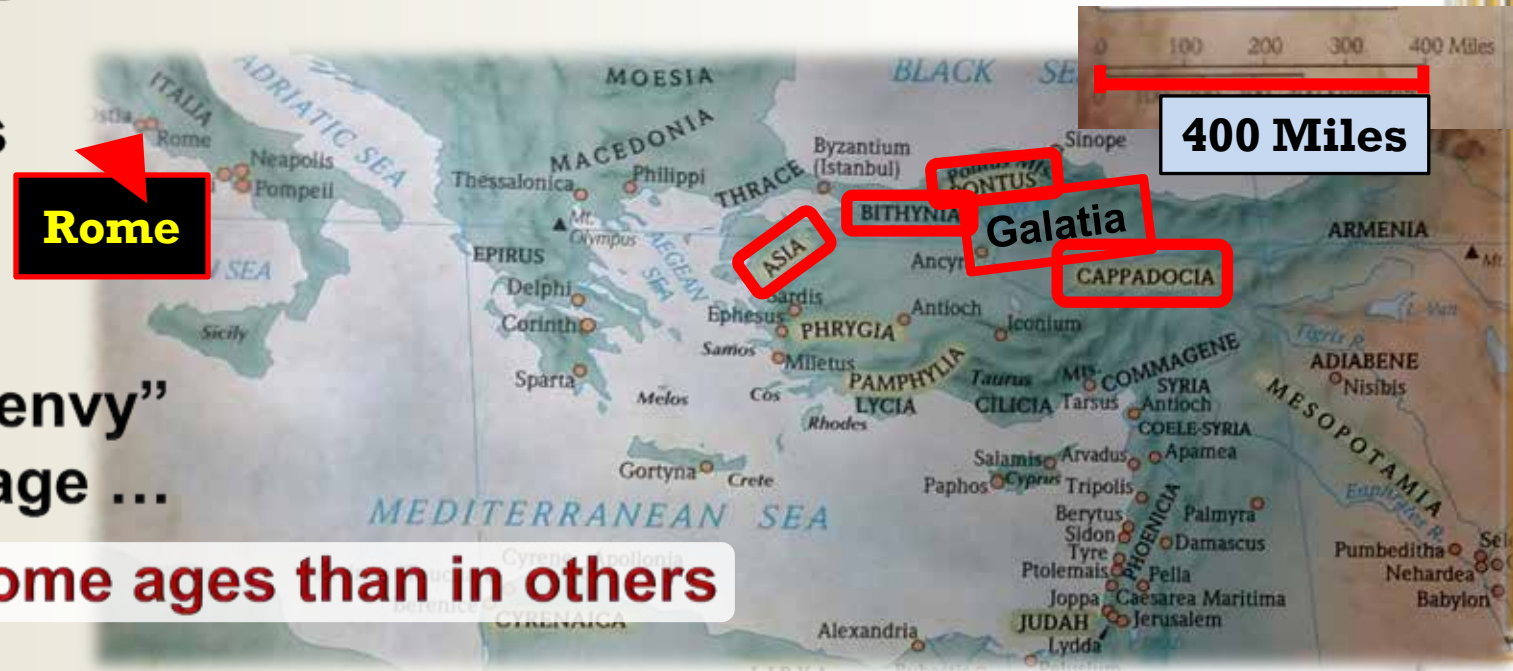 0 100 200 300 400 Miles
400 Miles
BLACK
MOESIA
ADRIATIC SEA
ITALIA
Ostia
Rome
Neapolis
Pompeii
s
Rome
SEA
Sicily
envy”
age …
ome ages than in others
MACEDONIA
Thessalonica
Philippi
THRACE
Byzantium
(Istanbul)
Sinope
PONTUS
BITHYNIA
Galatia
ASIA
CAPPADOCIA
ARMENIA
Mt.
Mt.
Olympus
AEGEAN
SEA
EPIRUS
Delphi
Corinth
Sparta
Sardis
Ephesus
PHRYGIA
Antioch
Iconium
Samos
Miletus
PAMPHYLIA
LYCIA
Melos
Cos
Rhodes
Taurus
Mts.
CILICIA
Tarsus
COMMAGENE
SYRIA
Antioch
COELE-SYRIA
Tigris R.
L. Van
ADIABENE
Nisibis
MESOPOTAMIA
Euphrates R.
Gortyna
Crete
MEDITERRANEAN SEA
Salamis
Arvadus
Apamea
Paphos
Cyprus
Tripolis
Berytus
Sidon
Tyre
PHOENICIA
Palmyra
Damascus
Ptolemais
Pella
Joppa
Caesarea Maritima
JUDAH
Jerusalem
Lydda
Pumbeditha
Nehardea
Babylon
Cyrene
Apollonia
Berenice
CYRENAICA
Alexandria
Pelusium